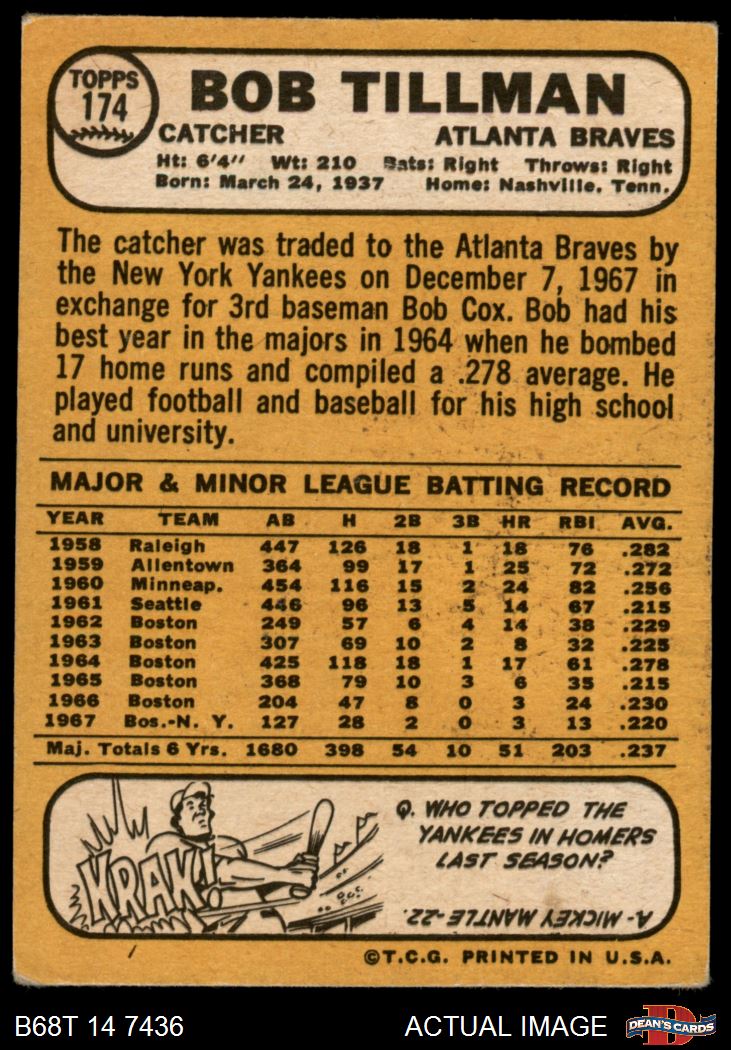 TOPPS
174
BOB TILLMAN
CATCHER ATLANTA BRAVES
Ht: 6'4" Wt: 210 Bats: Right Throws: Right
Born: March 24, 1937 Home: Nashville, Tenn.
The catcher was traded to the Atlanta Braves by
the New York Yankees on December 7, 1967 in
exchange for 3rd baseman Bob Cox. Bob had his
best year in the majors in 1964 when he bombed
17 home runs and compiled a .278 average. He
played football and baseball for his high school
and university.
MAJOR & MINOR LEAGUE BATTING RECORD
YEAR TEAM AB H 2B 3B HR RBI AVG.
1958 Raleigh 447 126 18 1 18 76 .282
1959 Allentown 364 99 17 1 25 72 .272
1960 Minneap. 454 116 15 2 24 82 .256
1961 Seattle 446 96 13 5 14 67 .215
1962 Boston 249 57 6 4 14 38 .229
1963 Boston 307 69 10 2 8 32 .225
1964 Boston 425 118 18 1 17 61 .278
1965 Boston 368 79 10 3 6 35 .215
1966 Boston 204 47 8 0 3 24 .230
1967 Bos.-N. Y. 127 28 2 0 3 13 .220
Maj. Totals 6 Yrs. 1680 398 54 10 51 203 .237
KRAK!
Q. WHO TOPPED THE
YANKEES IN HOMERS
LAST SEASON?
A- MICKEY MANTLE-22.
©T.C.G. PRINTED IN U.S.A.
B68T 14 7436 ACTUAL IMAGE DEAN'S CARDS